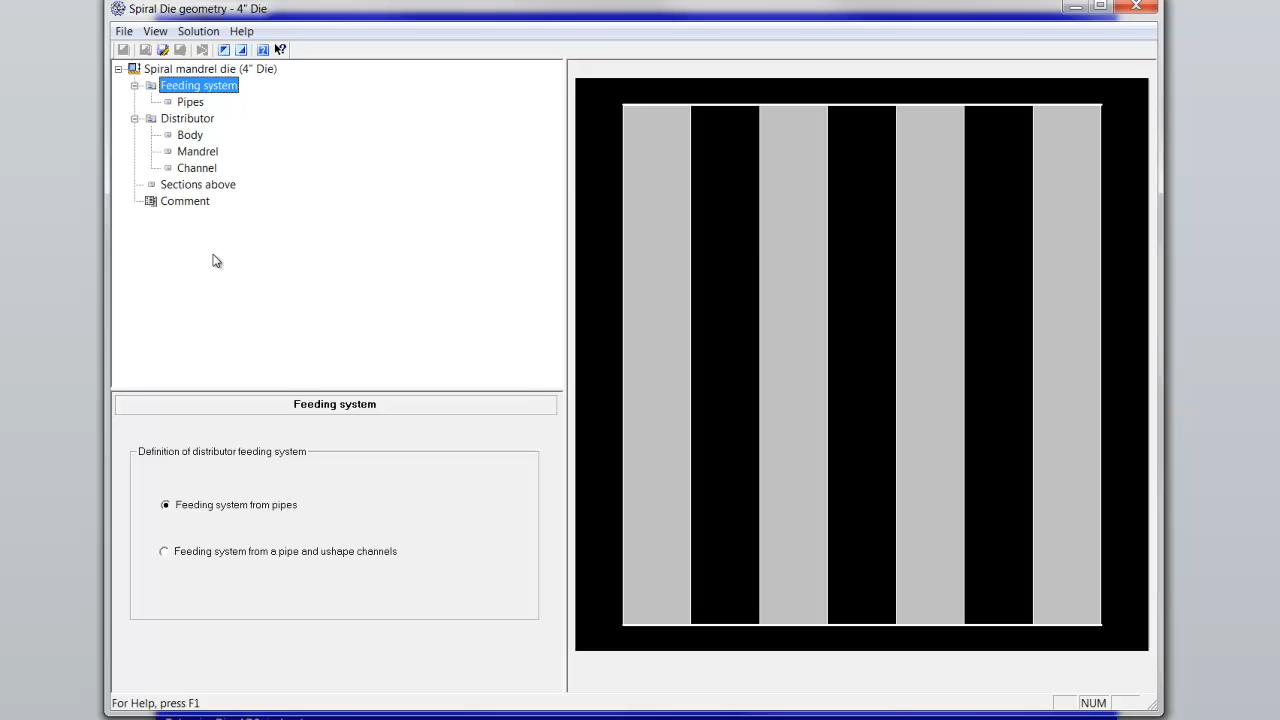 Spiral Die geometry - 4" Die
File View Solution Help
Spiral mandrel die (4" Die)
Feeding system
Pipes
Distributor
Body
Mandrel
Channel
Sections above
Comment
Feeding system
Definition of distributor feeding system
Feeding system from pipes
Feeding system from a pipe and ushape channels
For Help, press F1
NUM